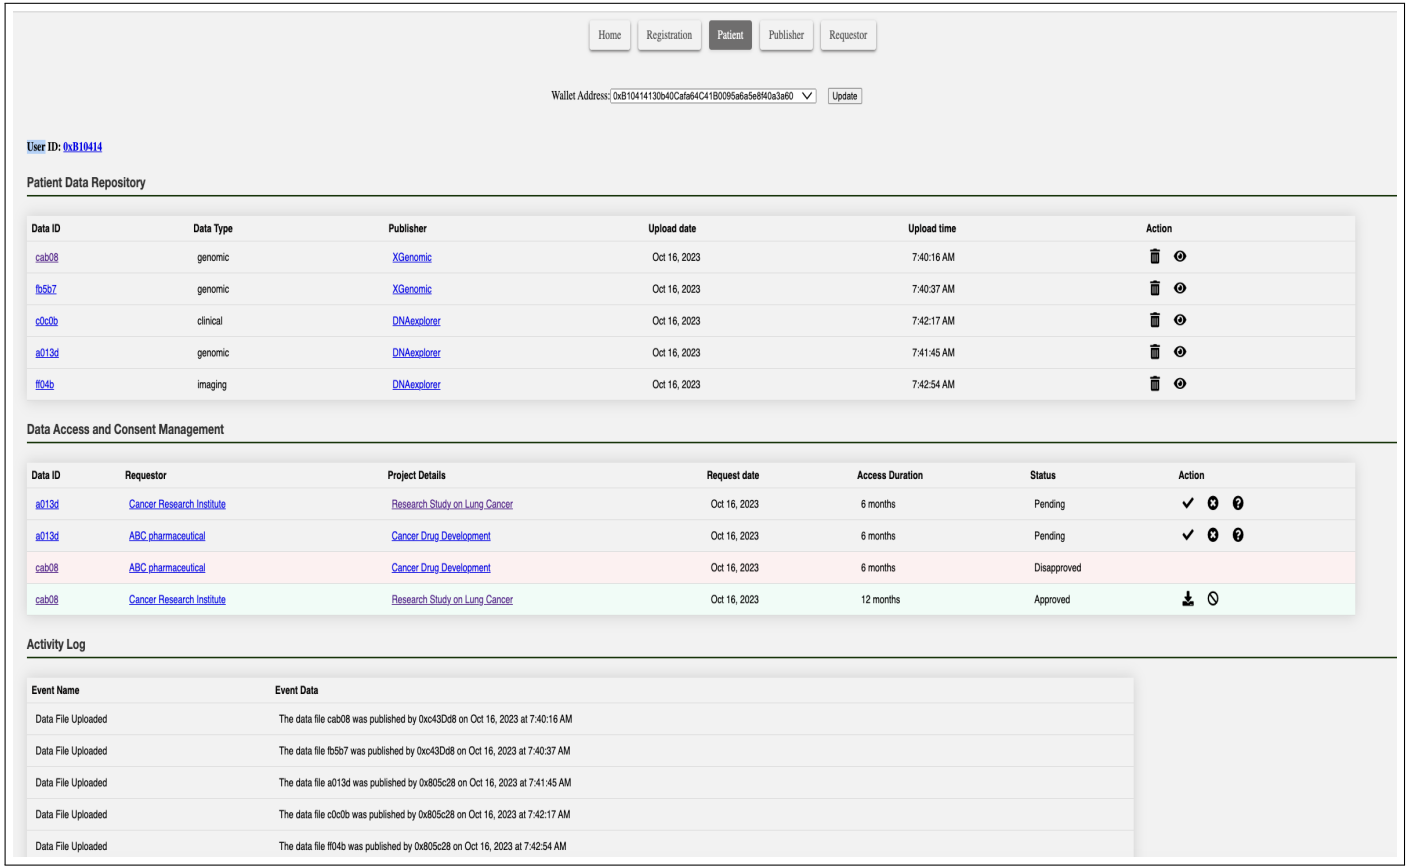 Home Registration Patient Publisher Requestor
Wallet Address: 0xB10414130b40Cafa64C41B0095a6a5e8f40a3a60 Update
User ID: 0xB10414
Patient Data Repository
Data ID Data Type Publisher Upload date Upload time Action
cab08 genomic XGenomic Oct 16, 2023 7:40:16 AM
fb5b7 genomic XGenomic Oct 16, 2023 7:40:37 AM
c0c0b clinical DNAexplorer Oct 16, 2023 7:42:17 AM
a013d genomic DNAexplorer Oct 16, 2023 7:41:45 AM
ff04b imaging DNAexplorer Oct 16, 2023 7:42:54 AM
Data Access and Consent Management
Data ID Requestor Project Details Request date Access Duration Status Action
a013d Cancer Research Institute Research Study on Lung Cancer Oct 16, 2023 6 months Pending
a013d ABC pharmaceutical Cancer Drug Development Oct 16, 2023 6 months Pending
cab08 ABC pharmaceutical Cancer Drug Development Oct 16, 2023 6 months Disapproved
cab08 Cancer Research Institute Research Study on Lung Cancer Oct 16, 2023 12 months Approved
Activity Log
Event Name Event Data
Data File Uploaded The data file cab08 was published by 0xc43Dd8 on Oct 16, 2023 at 7:40:16 AM
Data File Uploaded The data file fb5b7 was published by 0xc43Dd8 on Oct 16, 2023 at 7:40:37 AM
Data File Uploaded The data file a013d was published by 0x805c28 on Oct 16, 2023 at 7:41:45 AM
Data File Uploaded The data file c0c0b was published by 0x805c28 on Oct 16, 2023 at 7:42:17 AM
Data File Uploaded The data file ff04b was published by 0x805c28 on Oct 16, 2023 at 7:42:54 AM